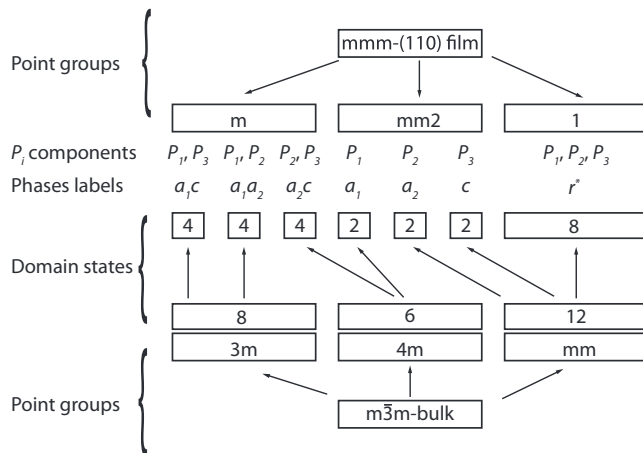 mmm-(110) film
Point groups
m mm2 1
P_i components P_1, P_3 P_1, P_2 P_2, P_3 P_1 P_2 P_3 P_1, P_2, P_3
Phases labels a_1c a_1a_2 a_2c a_1 a_2 c r*
4 4 4 2 2 2 8
Domain states
8 6 12
3m 4m mm
Point groups
m3̅m-bulk